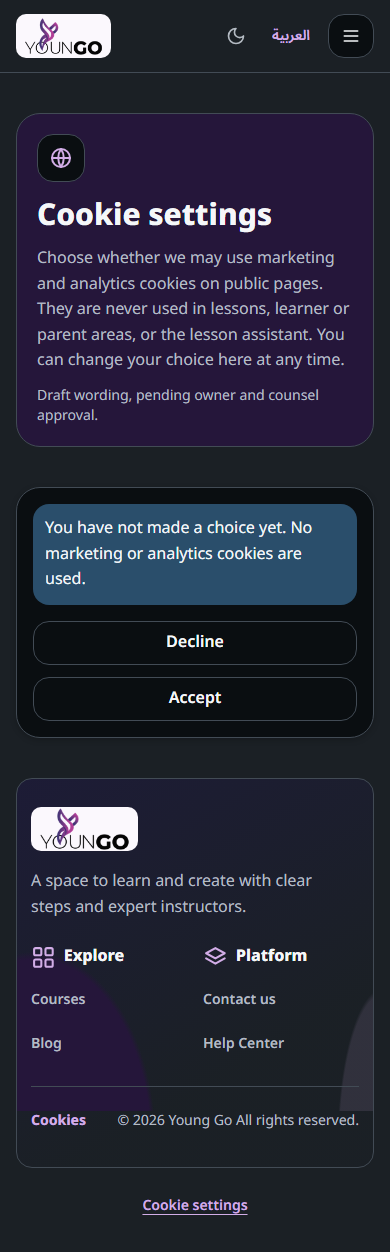 YOUNGO
العربية
Cookie settings
Choose whether we may use marketing
and analytics cookies on public pages.
They are never used in lessons, learner or
parent areas, or the lesson assistant. You
can change your choice here at any time.
Draft wording, pending owner and counsel
approval.
You have not made a choice yet. No
marketing or analytics cookies are
used.
Decline
Accept
YOUNGO
A space to learn and create with clear
steps and expert instructors.
Explore
Platform
Courses
Contact us
Blog
Help Center
Cookies
© 2026 Young Go All rights reserved.
Cookie settings